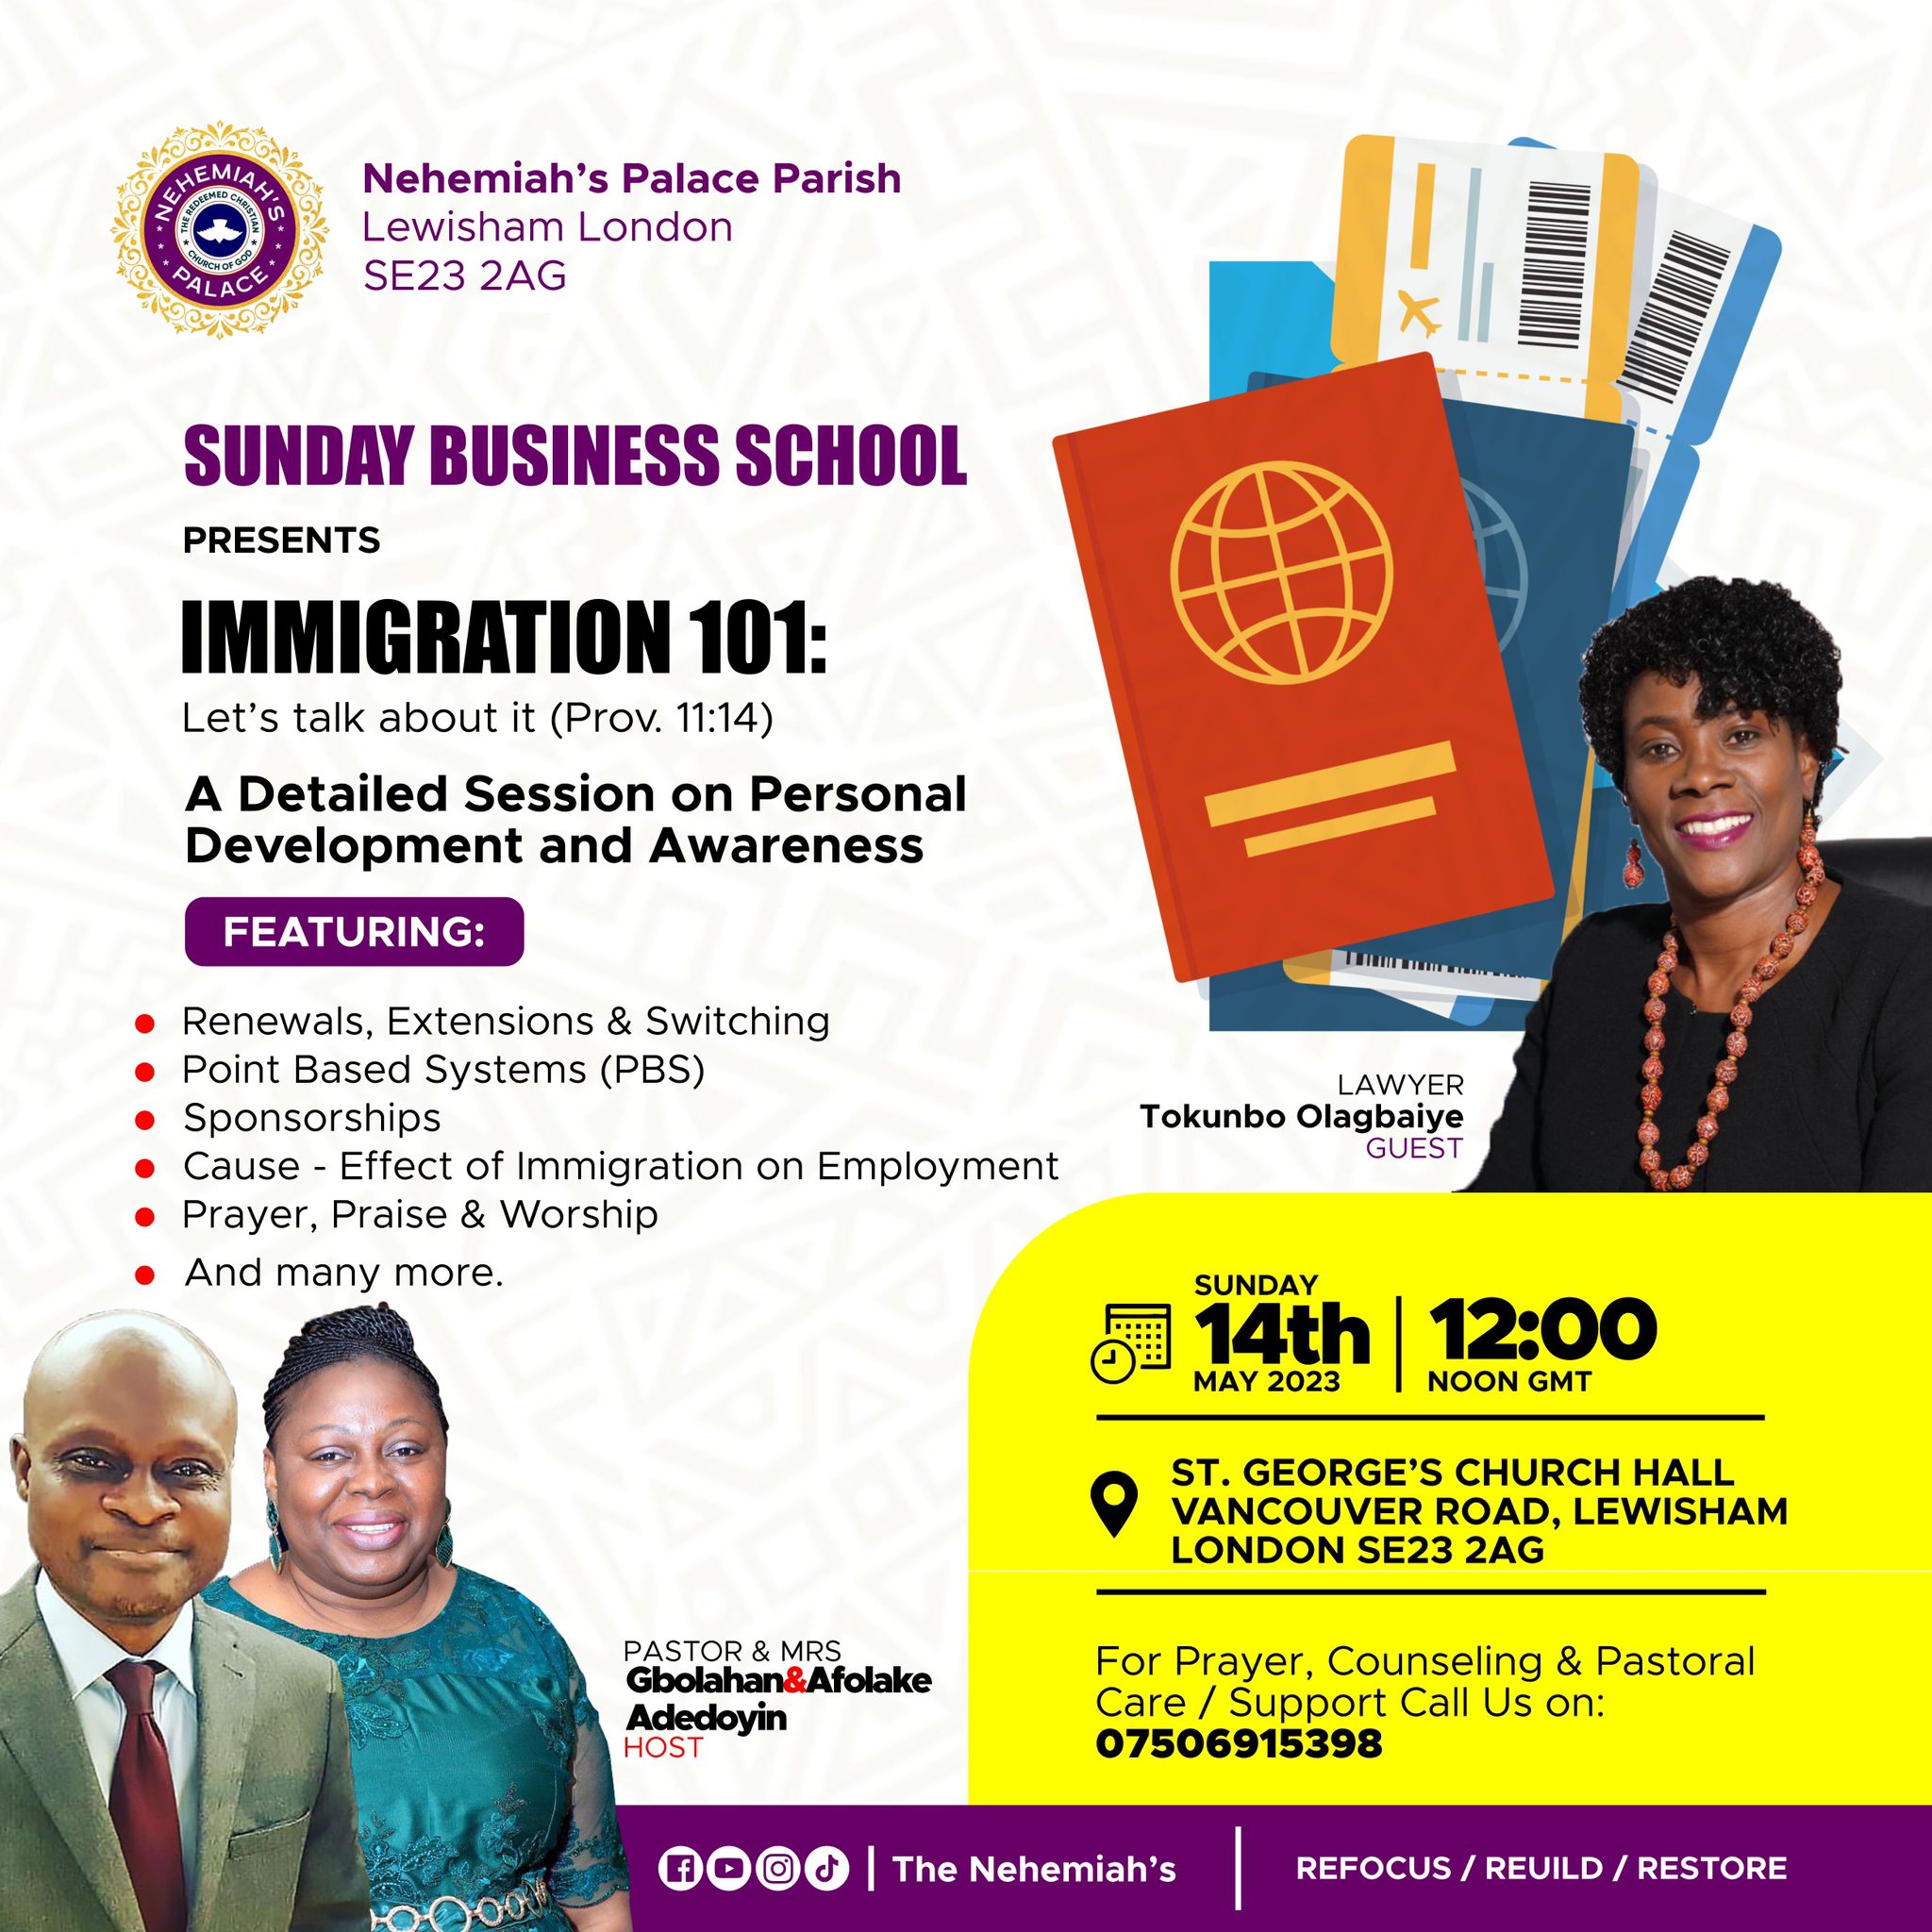 NEHEMIAH'S
PALACE
THE REDEEMED CHRISTIAN
CHURCH OF GOD
Nehemiah's Palace Parish
Lewisham London
SE23 2AG
SUNDAY BUSINESS SCHOOL
PRESENTS
IMMIGRATION 101:
Let's talk about it (Prov. 11:14)
A Detailed Session on Personal
Development and Awareness
FEATURING:
Renewals, Extensions & Switching
Point Based Systems (PBS)
Sponsorships
Cause - Effect of Immigration on Employment
Prayer, Praise & Worship
And many more.
LAWYER
Tokunbo Olagbaiye
GUEST
SUNDAY
14th
MAY 2023
12:00
NOON GMT
ST. GEORGE'S CHURCH HALL
VANCOUVER ROAD, LEWISHAM
LONDON SE23 2AG
For Prayer, Counseling & Pastoral
Care / Support Call Us on:
07506915398
PASTOR & MRS
Gbolahan&Afolake
Adedoyin
HOST
| The Nehemiah's
REFOCUS / REUILD / RESTORE